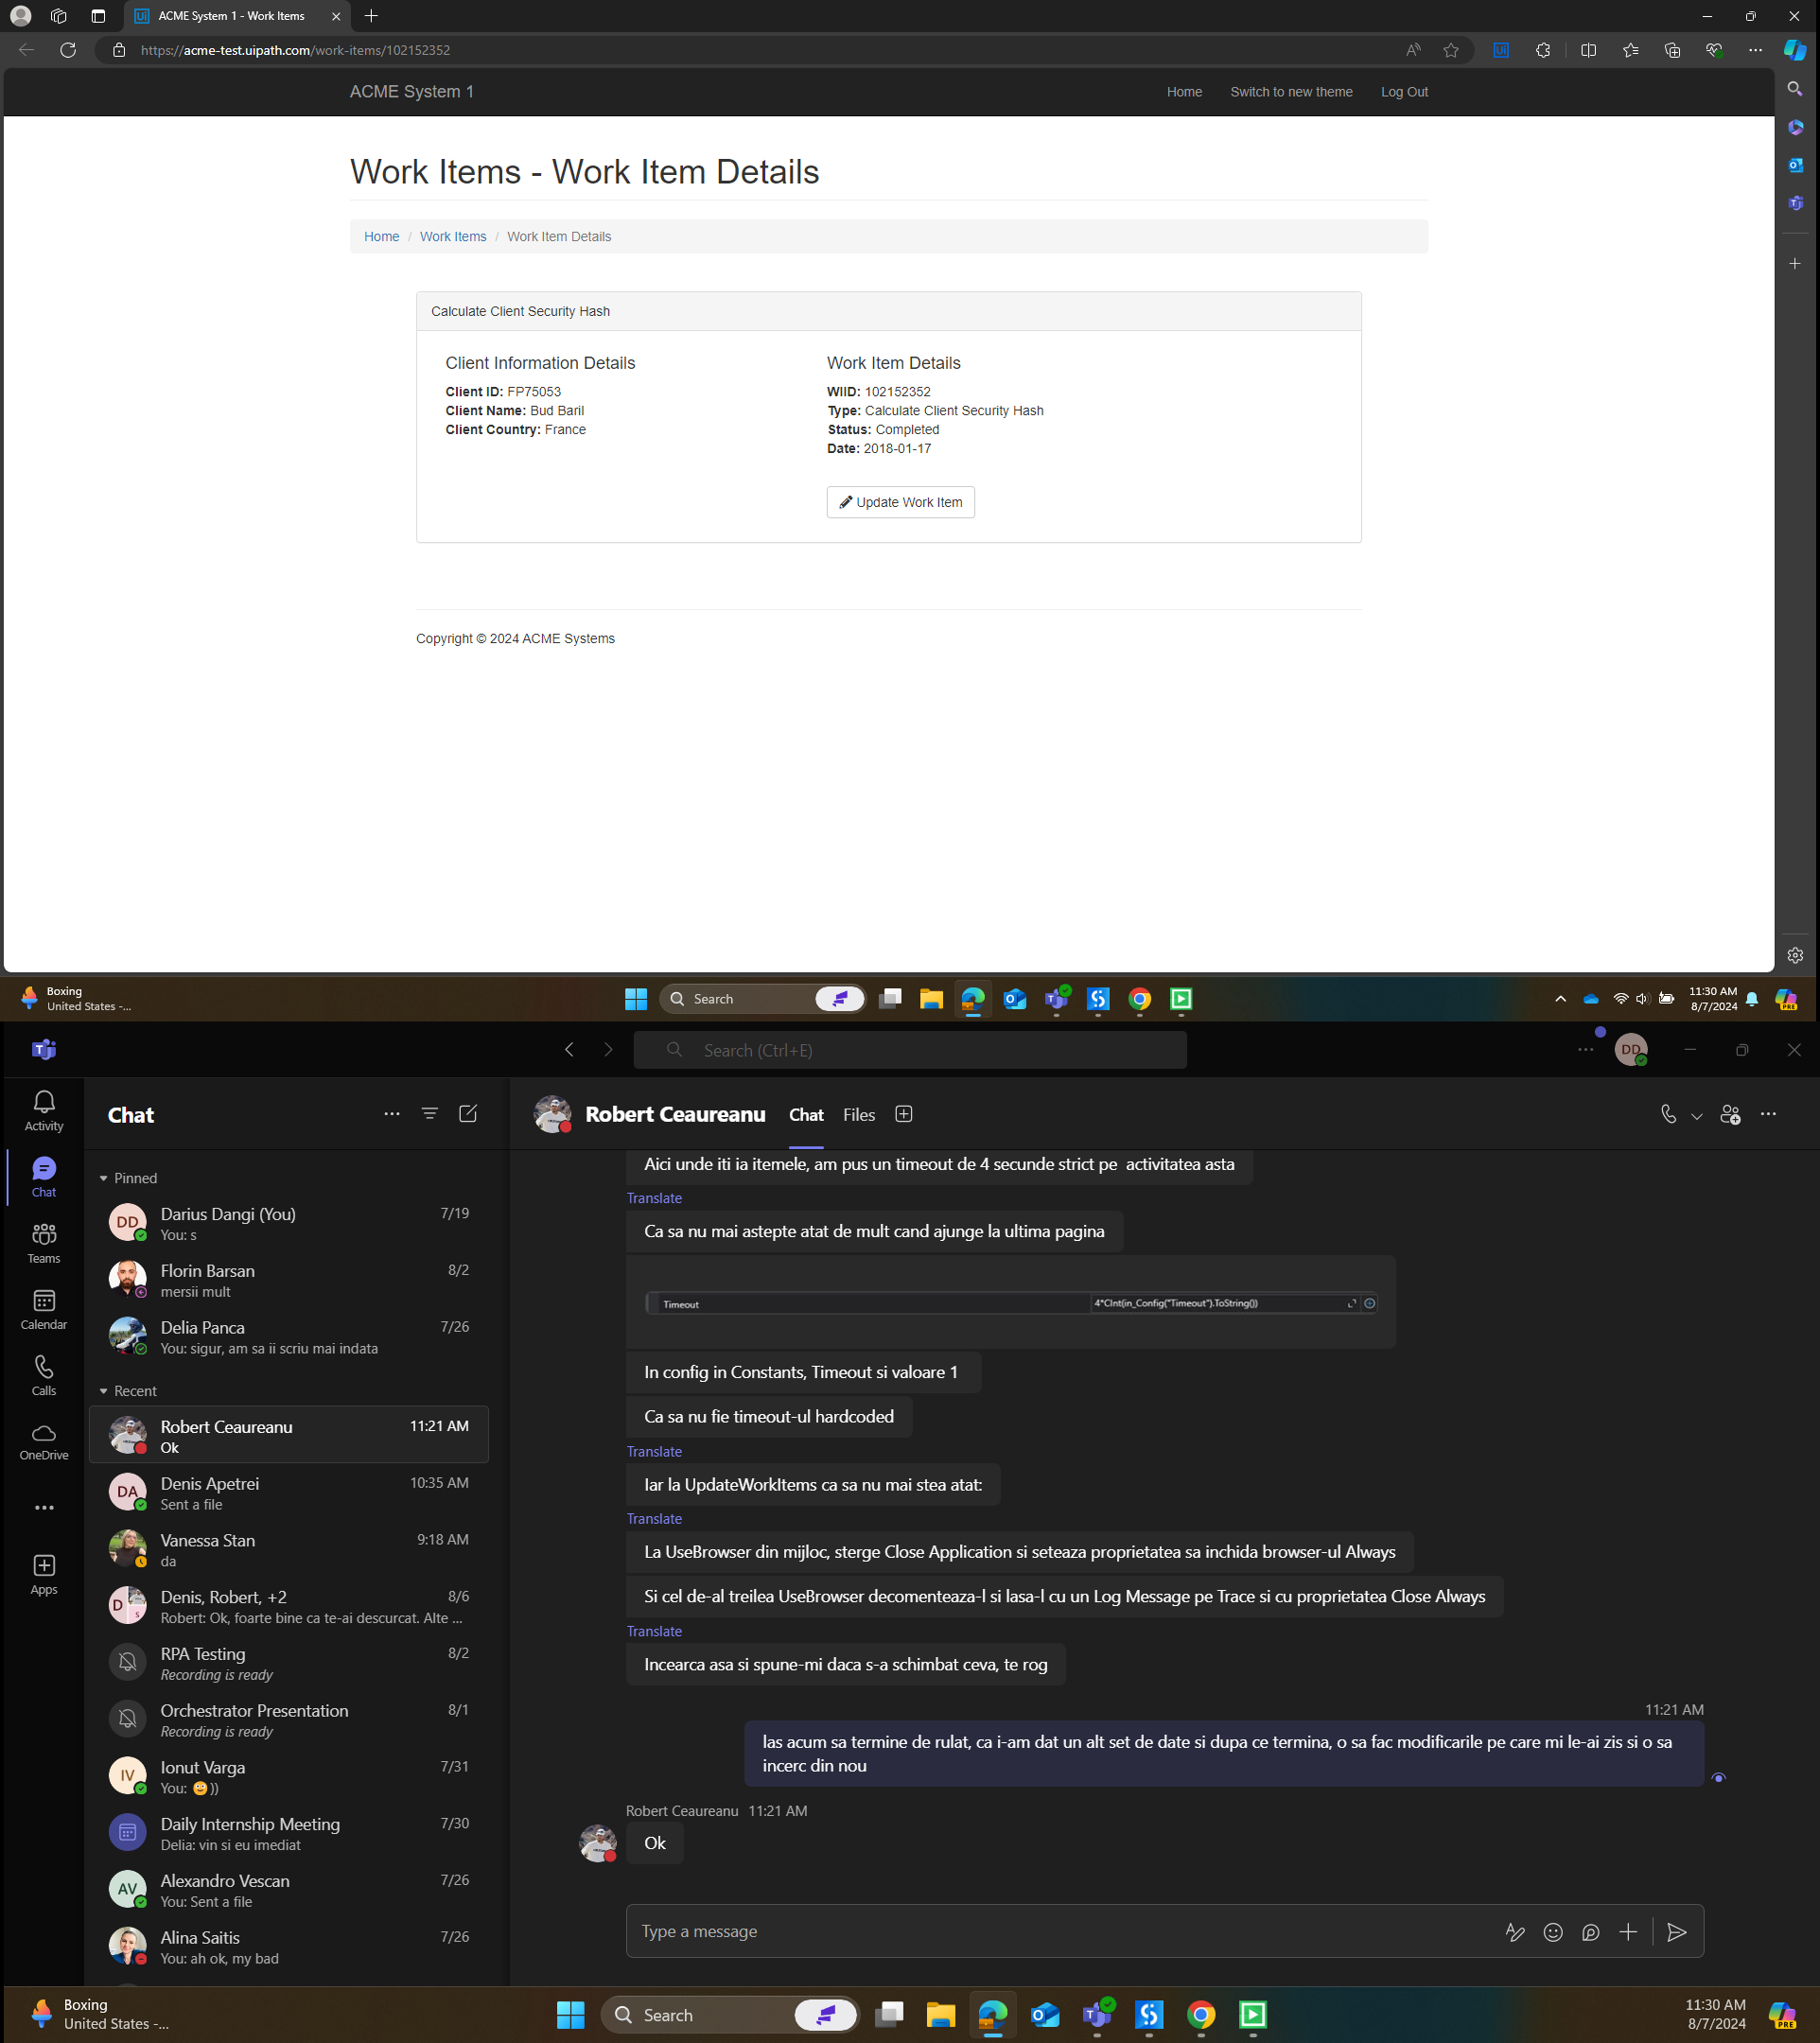 ACME System 1 - Work Items
https://acme-test.uipath.com/work-items/102152352
ACME System 1
Home
Switch to new theme
Log Out
Work Items - Work Item Details
Home / Work Items / Work Item Details
Calculate Client Security Hash
Client Information Details
Client ID: FP75053
Client Name: Bud Baril
Client Country: France
Work Item Details
WIID: 102152352
Type: Calculate Client Security Hash
Status: Completed
Date: 2018-01-17
Update Work Item
Copyright © 2024 ACME Systems
Boxing
United States -...
Search
11:30 AM
8/7/2024
Search (Ctrl+E)
DD
Activity
Chat
Teams
Calendar
Calls
OneDrive
Apps
Chat
Pinned
DD
Darius Dangi (You)
7/19
You: s
Florin Barsan
8/2
mersii mult
Delia Panca
7/26
You: sigur, am sa ii scriu mai indata
Recent
Robert Ceaureanu
11:21 AM
Ok
DA
Denis Apetrei
10:35 AM
Sent a file
Vanessa Stan
9:18 AM
da
D
S
Denis, Robert, +2
8/6
Robert: Ok, foarte bine ca te-ai descurcat. Alte ...
RPA Testing
8/2
Recording is ready
Orchestrator Presentation
8/1
Recording is ready
IV
Ionut Varga
7/31
You: 🙄 ))
Daily Internship Meeting
7/30
Delia: vin si eu imediat
AV
Alexandro Vescan
7/26
You: Sent a file
Alina Saitis
7/26
You: ah ok, my bad
Robert Ceaureanu
Chat
Files
Aici unde iti ia itemele, am pus un timeout de 4 secunde strict pe activitatea asta
Translate
Ca sa nu mai astepte atat de mult cand ajunge la ultima pagina
Timeout
4*CInt(in_Config("Timeout").ToString())
In config in Constants, Timeout si valoare 1
Ca sa nu fie timeout-ul hardcoded
Translate
Iar la UpdateWorkItems ca sa nu mai stea atat:
Translate
La UseBrowser din mijloc, sterge Close Application si seteaza proprietatea sa inchida browser-ul Always
Si cel de-al treilea UseBrowser decomenteaza-l si lasa-l cu un Log Message pe Trace si cu proprietatea Close Always
Translate
Incearca asa si spune-mi daca s-a schimbat ceva, te rog
11:21 AM
las acum sa termine de rulat, ca i-am dat un alt set de date si dupa ce termina, o sa fac modificarile pe care mi le-ai zis si o sa
incerc din nou
Robert Ceaureanu 11:21 AM
Ok
Type a message
Boxing
United States -...
Search
11:30 AM
8/7/2024